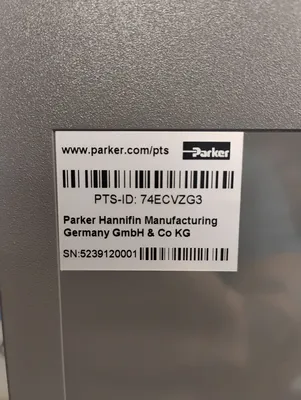 www.parker.com/pts Parker
PTS-ID: 74ECVZG3
Parker Hannifin Manufacturing
Germany GmbH & Co KG
SN:5239120001